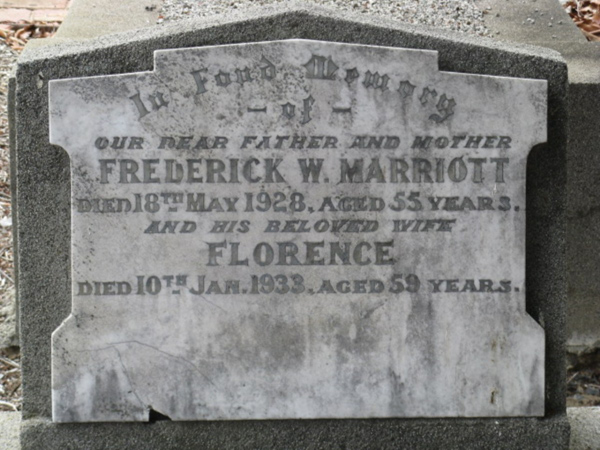 In Fond Memory
– of –
OUR DEAR FATHER AND MOTHER
FREDERICK W. MARRIOTT
DIED 18TH MAY 1928, AGED 55 YEARS.
AND HIS BELOVED WIFE
FLORENCE
DIED 10TH JAN. 1933, AGED 59 YEARS.